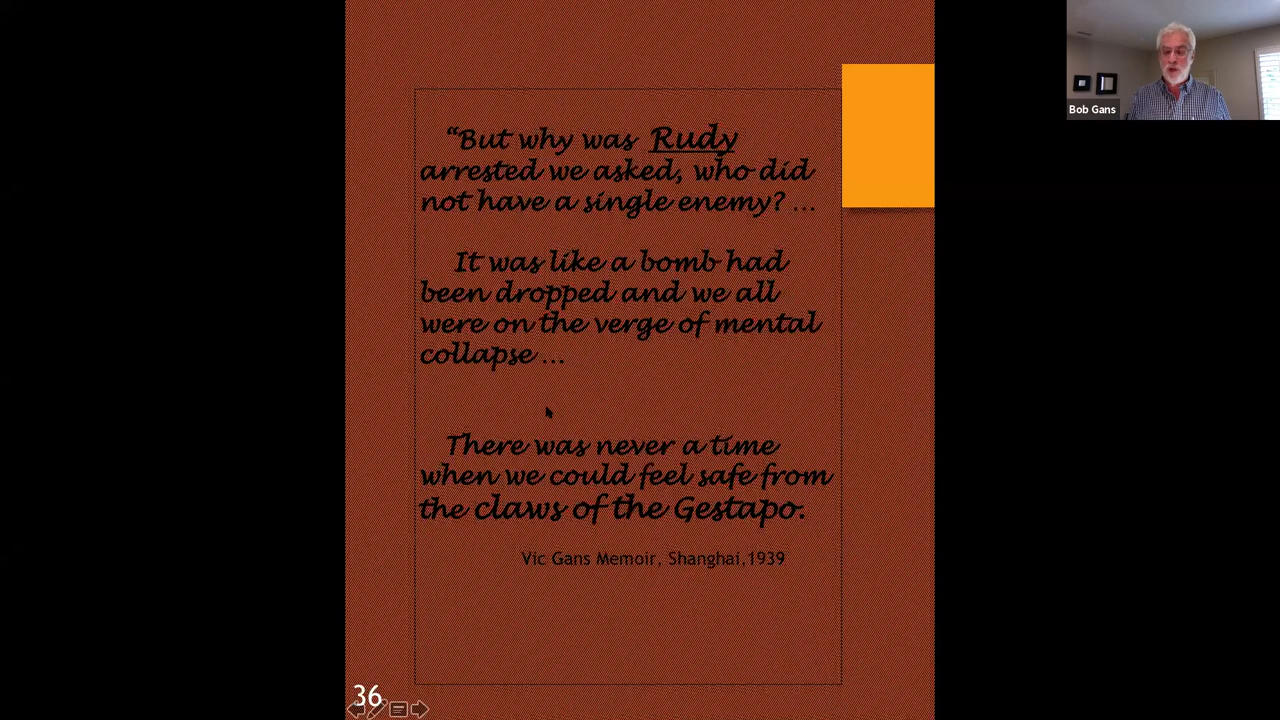 “But why was Rudy
arrested we asked, who did
not have a single enemy? ...
It was like a bomb had
been dropped and we all
were on the verge of mental
collapse ...
There was never a time
when we could feel safe from
the claws of the Gestapo.
Vic Gans Memoir, Shanghai,1939
36
Bob Gans